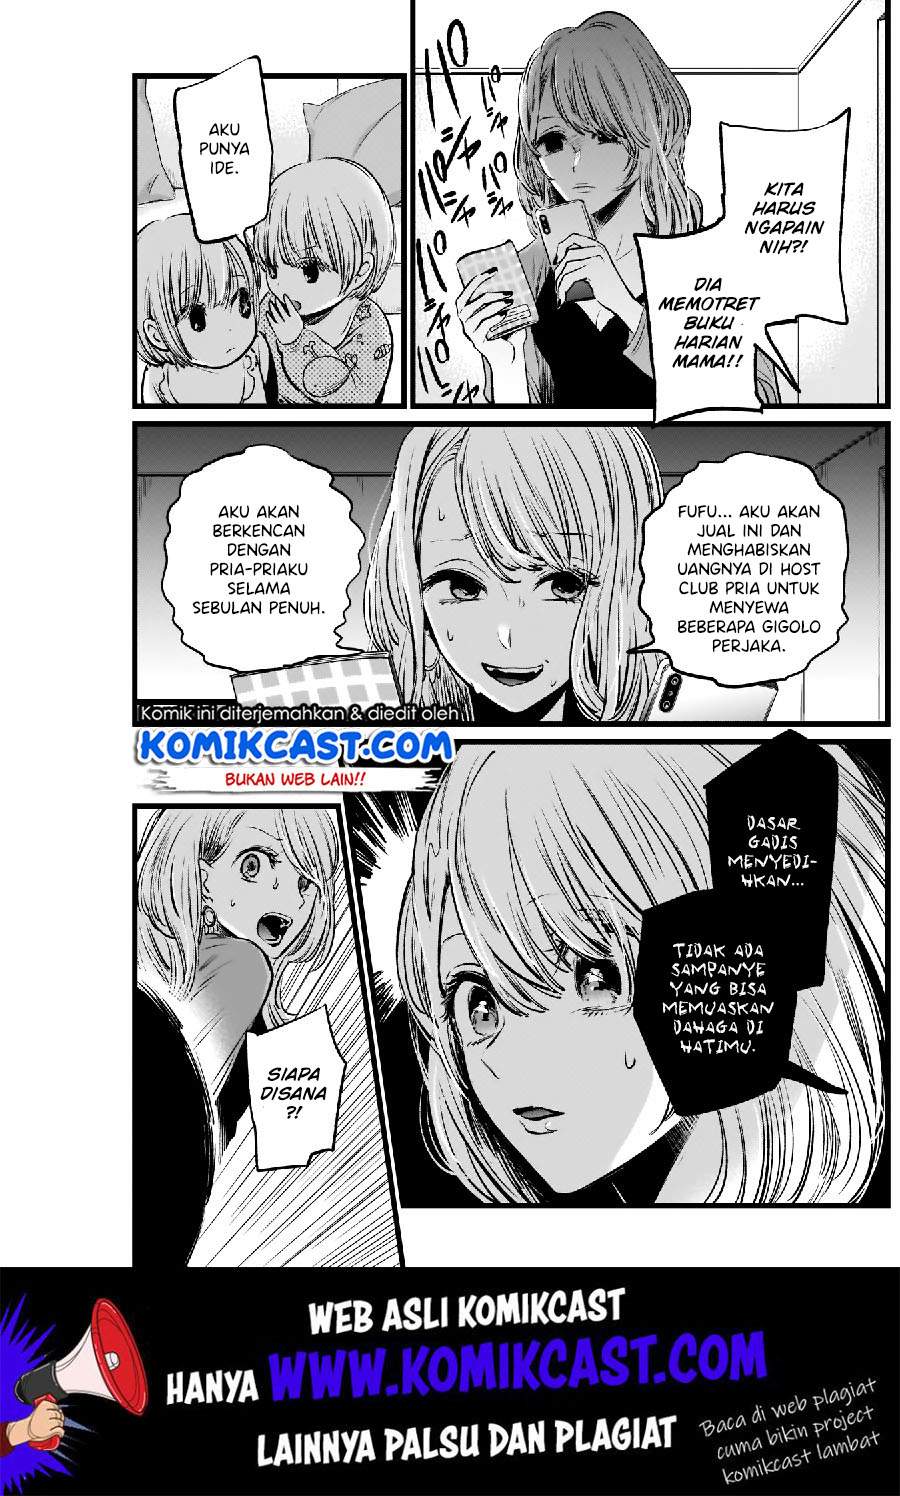 KITA
HARUS
NGAPAIN
NIH?!
DIA
MEMOTRET
BUKU
HARIAN
MAMA!!
AKU
PUNYA
IDE.
FUFU... AKU AKAN
JUAL INI DAN
MENGHABISKAN
UANGNYA DI HOST
CLUB PRIA UNTUK
MENYEWA
BEBERAPA GIGOLO
PERJAKA.
AKU AKAN
BERKENCAN
DENGAN
PRIA-PRIAKU
SELAMA
SEBULAN PENUH.
Komik ini diterjemahkan & diedit oleh
KOMIKCAST.COM
BUKAN WEB LAIN!!
DASAR
GADIS
MENYEDI-
HKAN...
TIDAK ADA
SAMPANYE
YANG BISA
MEMUASKAN
DAHAGA DI
HATIMU.
SIAPA
DISANA
?!
WEB ASLI KOMIKCAST
HANYA WWW.KOMIKCAST.COM
LAINNYA PALSU DAN PLAGIAT
Baca di web plagiat
cuma bikin project
komikcast lambat